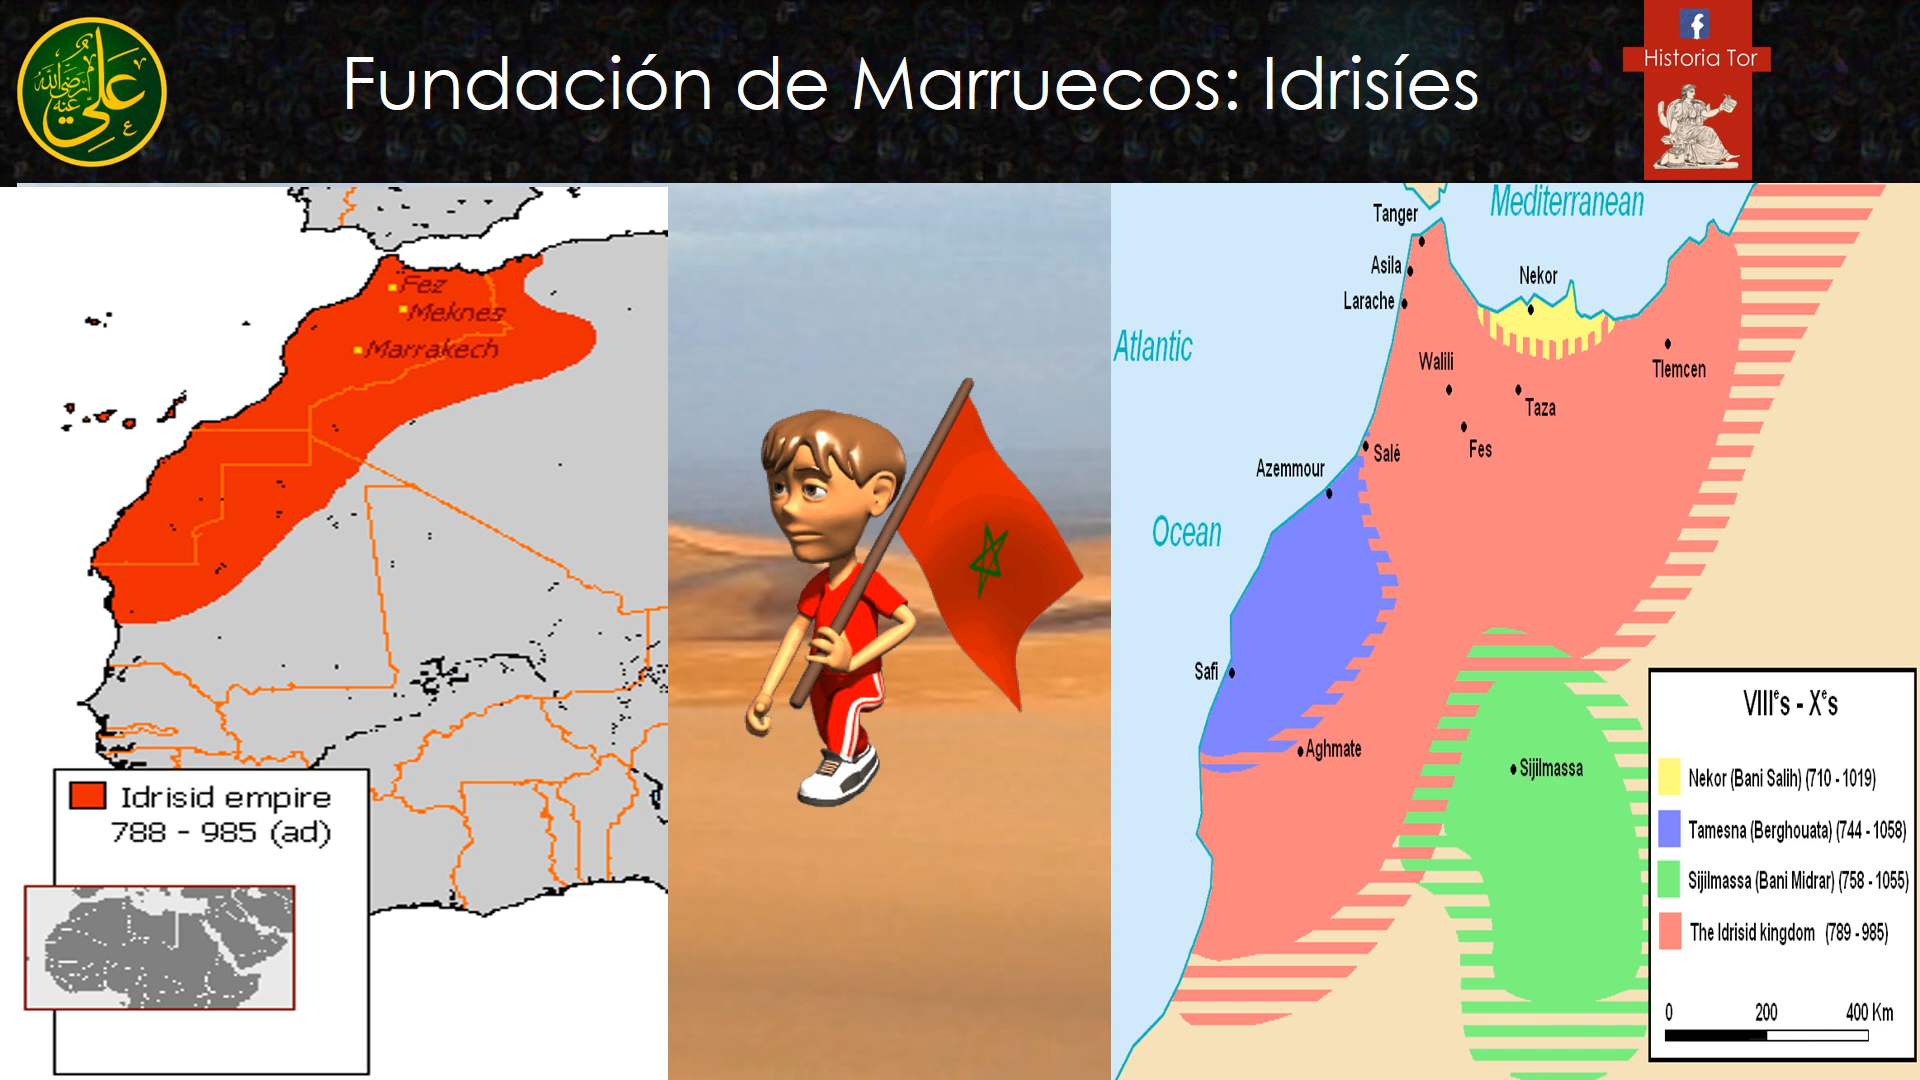 عَلِيّ رَضِيَ اللّٰه عنه
Fundación de Marruecos: Idrisíes
f
Historia Tor
Fez
Meknes
Marrakech
Idrisid empire
788 - 985 (ad)
Mediterranean
Tanger
Asila
Larache
Nekor
Atlantic
Walili
Tlemcen
Taza
Fes
Salé
Azemmour
Ocean
Safi
Aghmate
Sijilmassa
VIIIᵉs - Xᵉs
Nekor (Bani Salih) (710 - 1019)
Tamesna (Berghouata) (744 - 1058)
Sijilmassa (Bani Midrar) (758 - 1055)
The Idrisid kingdom (789 - 985)
0 200 400 Km